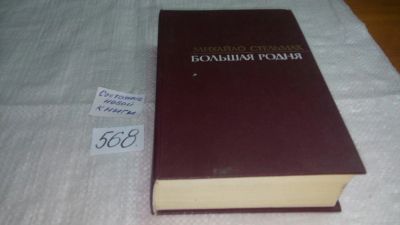 МИХАЙЛО СТЕЛЬМАХ
БОЛЬШАЯ РОДНЯ
Состояние
новой
книги
568